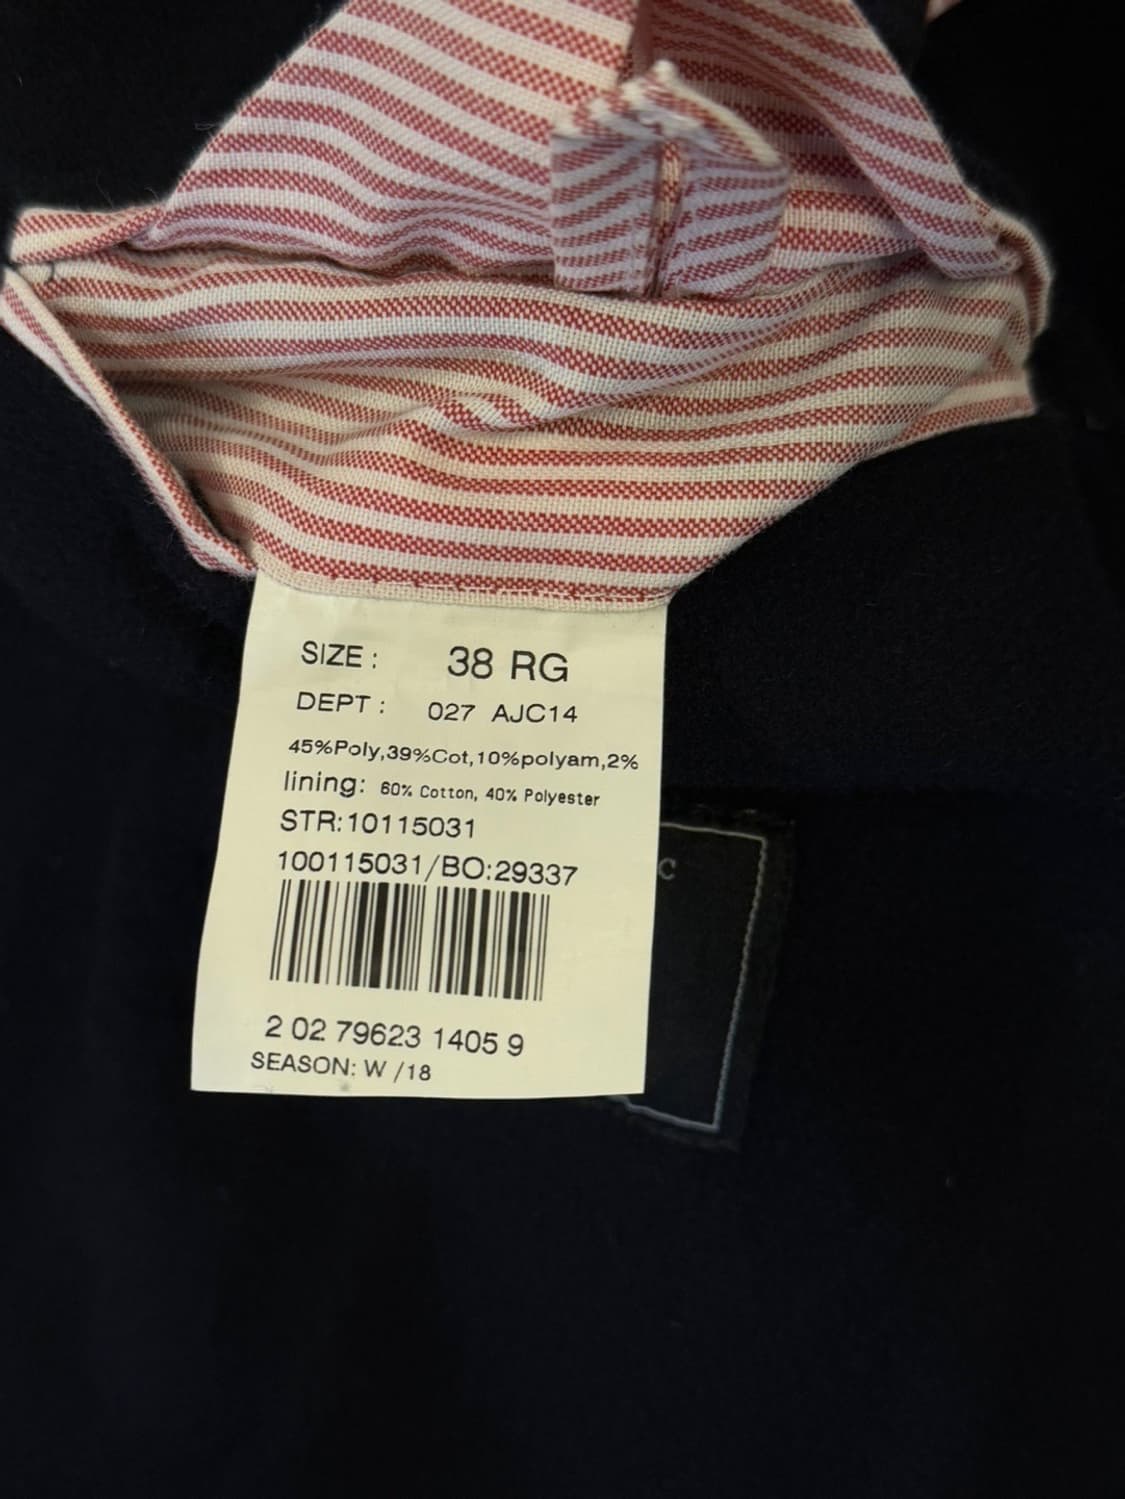 SIZE : 38 RG
DEPT : 027 AJC14
45%Poly,39%Cot,10%polyam,2%
lining: 60% Cotton, 40% Polyester
STR:10115031
100115031/BO:29337
C
2 02 79623 1405 9
SEASON: W /18